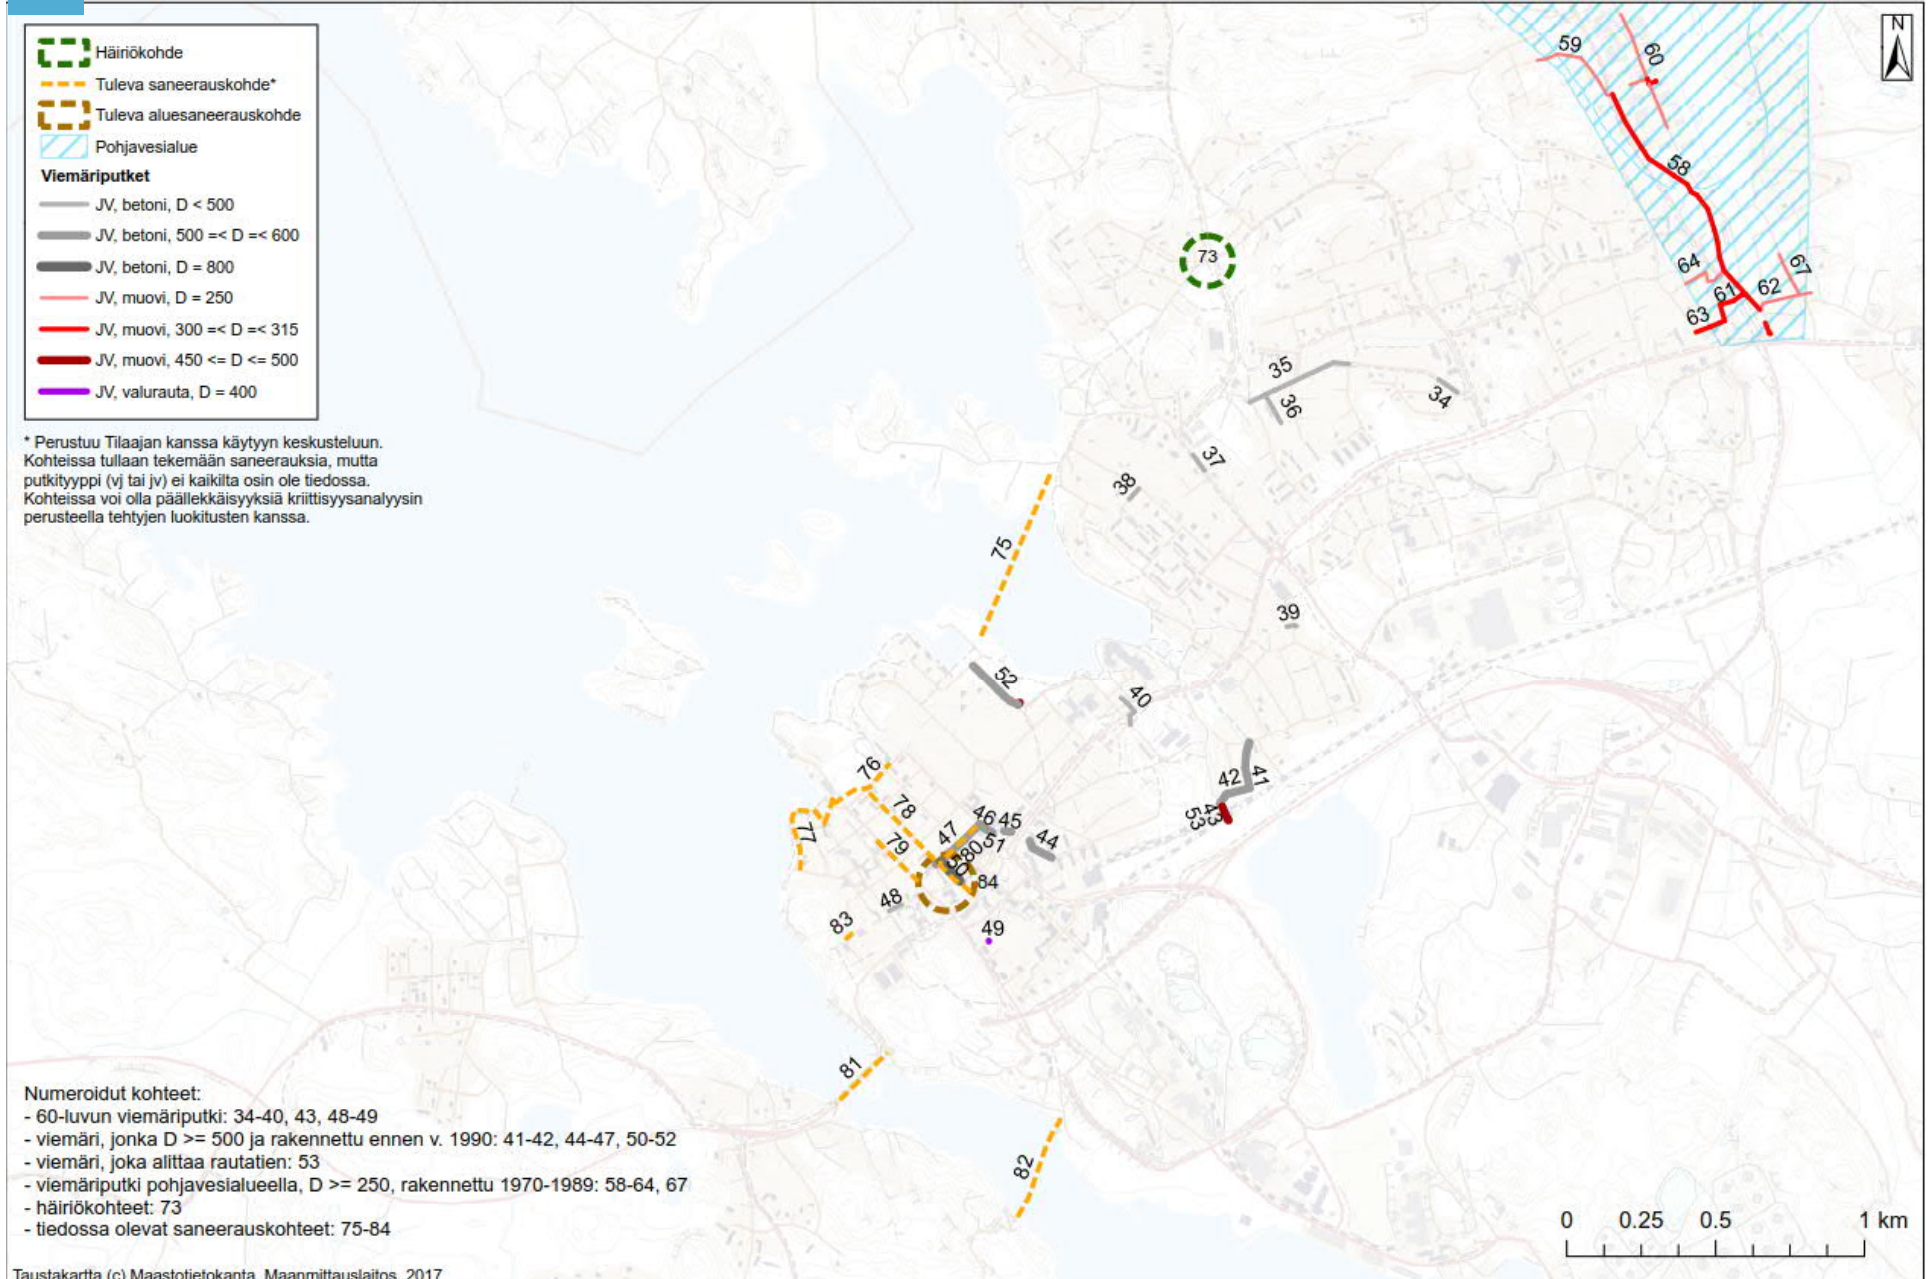 Häiriökohde
Tuleva saneerauskohde*
Tuleva aluesaneerauskohde
Pohjavesialue
Viemäriputket
JV, betoni, D < 500
JV, betoni, 500 =< D =< 600
JV, betoni, D = 800
JV, muovi, D = 250
JV, muovi, 300 =< D =< 315
JV, muovi, 450 <= D <= 500
JV, valurauta, D = 400
* Perustuu Tilaajan kanssa käytyyn keskusteluun.
Kohteissa tullaan tekemään saneerauksia, mutta
putkityyppi (vj tai jv) ei kaikilta osin ole tiedossa.
Kohteissa voi olla päällekkäisyyksiä kriittisyysanalyysin
perusteella tehtyjen luokitusten kanssa.
N
59
60
58
73
64
67
61
62
63
35
34
36
37
38
75
39
52
40
76
42
41
78
53
43
46
45
77
47
44
79
51
80
50
84
48
83
49
81
82
Numeroidut kohteet:
- 60-luvun viemäriputki: 34-40, 43, 48-49
- viemäri, jonka D >= 500 ja rakennettu ennen v. 1990: 41-42, 44-47, 50-52
- viemäri, joka alittaa rautatien: 53
- viemäriputki pohjavesialueella, D >= 250, rakennettu 1970-1989: 58-64, 67
- häiriökohteet: 73
- tiedossa olevat saneerauskohteet: 75-84
0 0.25 0.5 1 km
Taustakartta (c) Maastotietokanta, Maanmittauslaitos, 2017